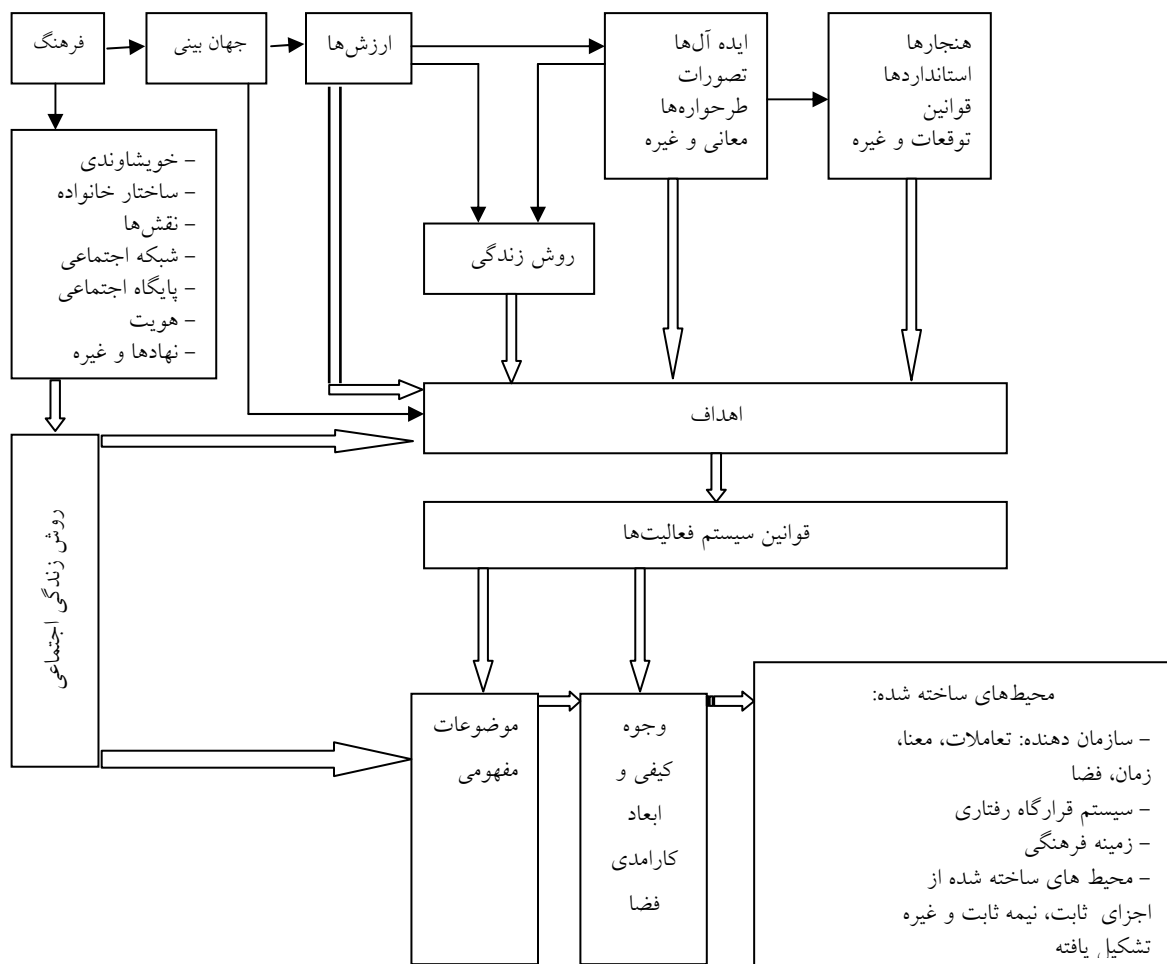 فرهنگ
جهان بینی
ارزش‌ها
ایده آل‌ها
تصورات
طرحواره‌ها
معانی و غیره
هنجارها
استانداردها
قوانین
توقعات و غیره
– خویشاوندی
– ساختار خانواده
– نقش‌ها
– شبکه اجتماعی
– پایگاه اجتماعی
– هویت
– نهادها و غیره
روش زندگی
اهداف
قوانین سیستم فعالیت‌ها
روش زندگی اجتماعی
موضوعات
مفهومی
وجوه
کیفی و
ابعاد
کارامدی
فضا
محیط‌های ساخته شده:
– سازمان دهنده: تعاملات، معنا،
زمان، فضا
– سیستم قرارگاه رفتاری
– زمینه فرهنگی
– محیط های ساخته شده از
اجزای ثابت، نیمه ثابت و غیره
تشکیل یافته